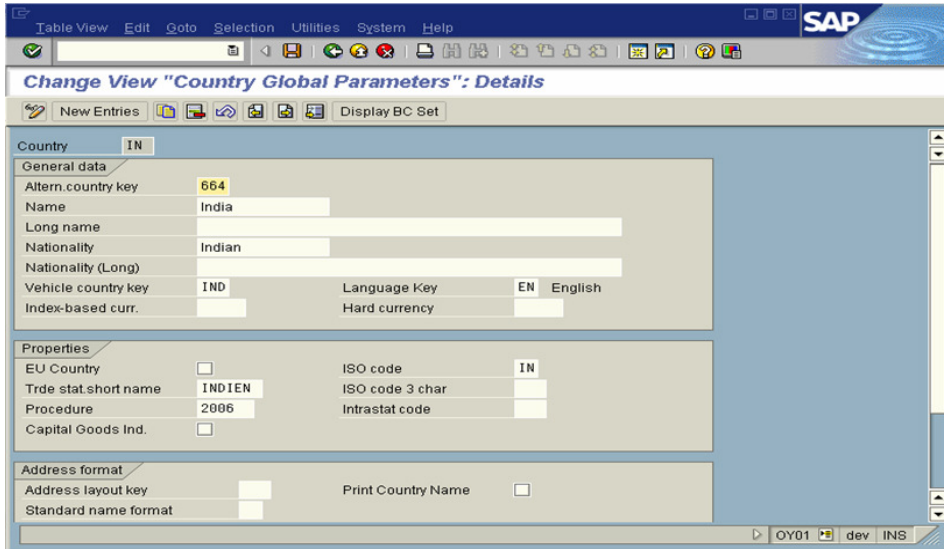 Table View Edit Goto Selection Utilities System Help
SAP
Change View "Country Global Parameters": Details
New Entries Display BC Set
Country IN
General data
Altern.country key 664
Name India
Long name
Nationality Indian
Nationality (Long)
Vehicle country key IND Language Key EN English
Index-based curr. Hard currency
Properties
EU Country ISO code IN
Trde stat.short name INDIEN ISO code 3 char
Procedure 2006 Intrastat code
Capital Goods Ind.
Address format
Address layout key Print Country Name
Standard name format
OY01 dev INS